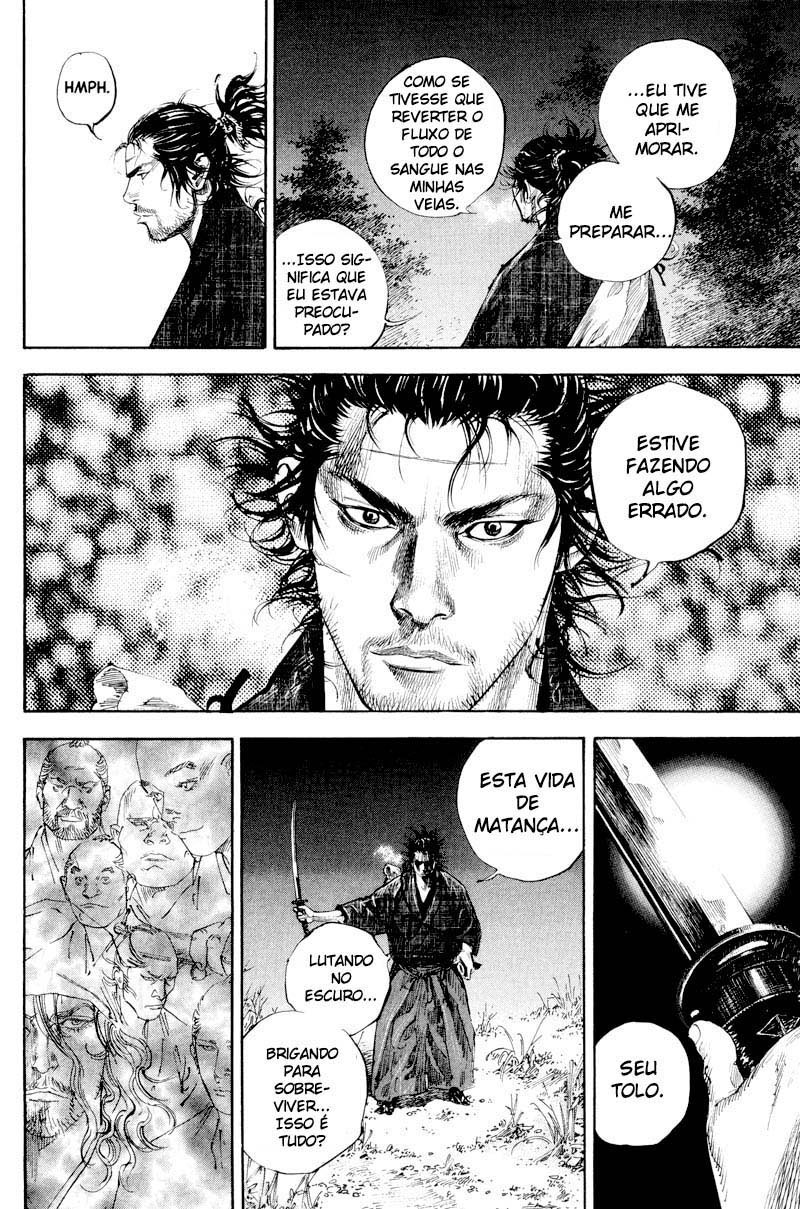 ...EU TIVE
QUE ME
APRI-
MORAR.
ME
PREPARAR...
COMO SE
TIVESSE QUE
REVERTER O
FLUXO DE
TODO O
SANGUE NAS
MINHAS
VEIAS.
...ISSO SIG-
NIFICA QUE
EU ESTAVA
PREOCU-
PADO?
HMPH.
ESTIVE
FAZENDO
ALGO
ERRADO.
SEU
TOLO.
ESTA VIDA
DE
MATANÇA...
LUTANDO
NO
ESCURO...
BRIGANDO
PARA
SOBRE-
VIVER...
ISSO É
TUDO?